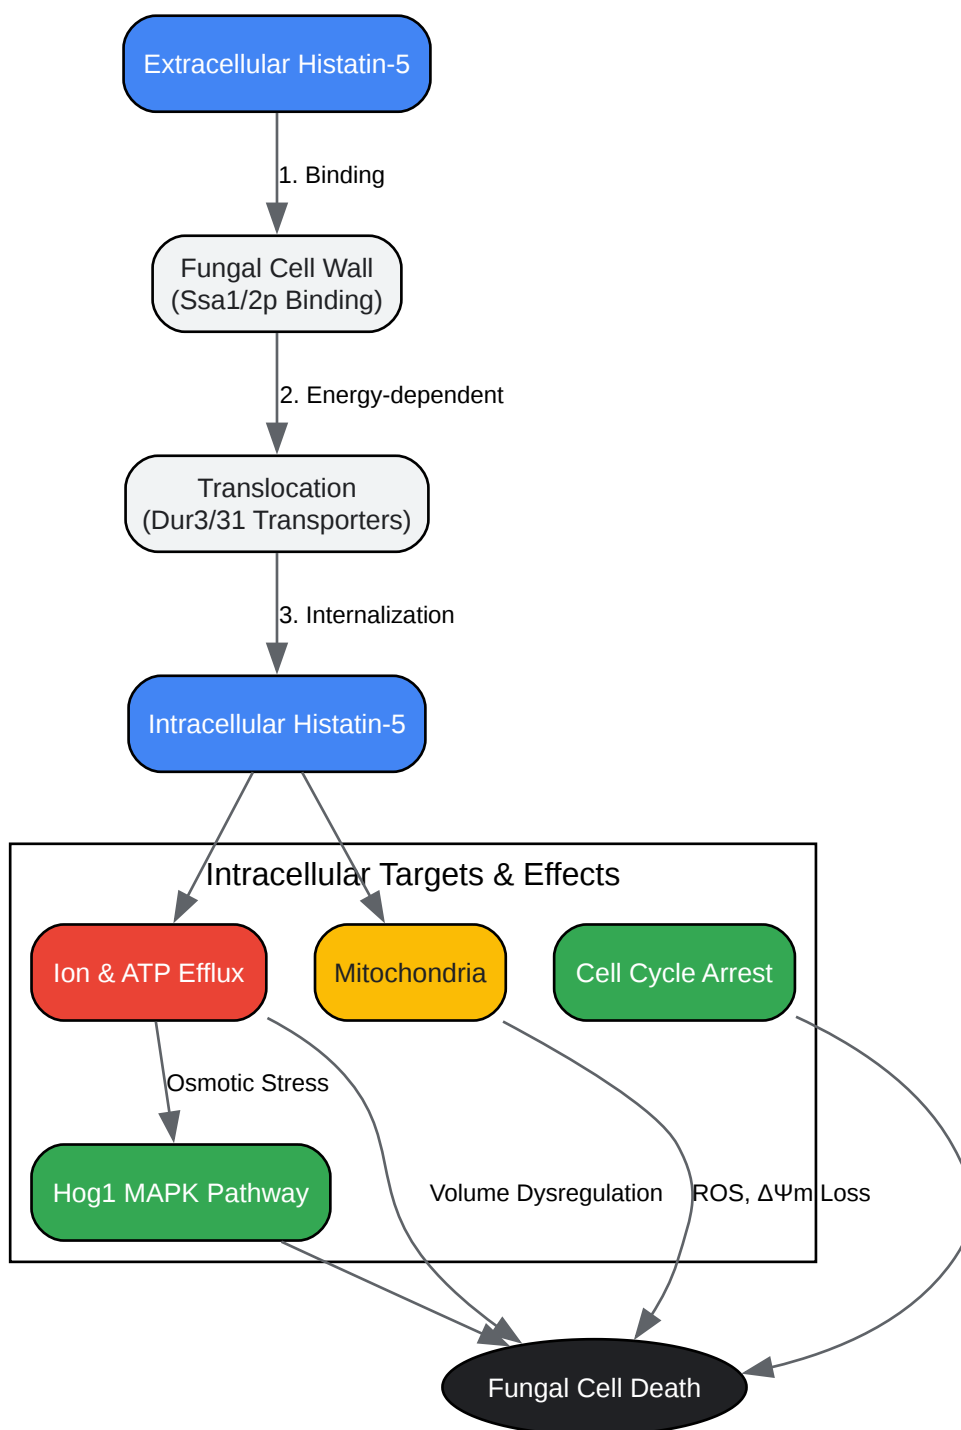 Extracellular Histatin-5
1. Binding
Fungal Cell Wall
(Ssa1/2p Binding)
2. Energy-dependent
Translocation
(Dur3/31 Transporters)
3. Internalization
Intracellular Histatin-5
Intracellular Targets & Effects
Ion & ATP Efflux
Mitochondria
Cell Cycle Arrest
Osmotic Stress
Hog1 MAPK Pathway
Volume Dysregulation
ROS, ΔΨm Loss
Fungal Cell Death